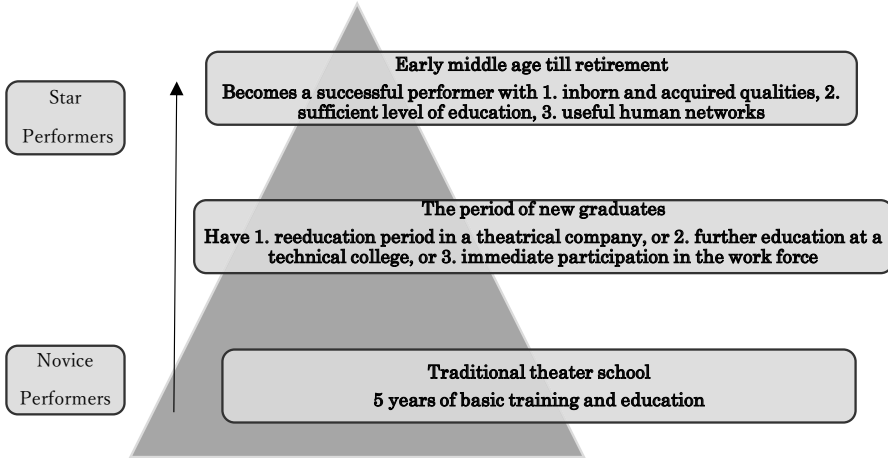 Star
Performers
Early middle age till retirement
Becomes a successful performer with 1. inborn and acquired qualities, 2.
sufficient level of education, 3. useful human networks
The period of new graduates
Have 1. reeducation period in a theatrical company, or 2. further education at a
technical college, or 3. immediate participation in the work force
Novice
Performers
Traditional theater school
5 years of basic training and education